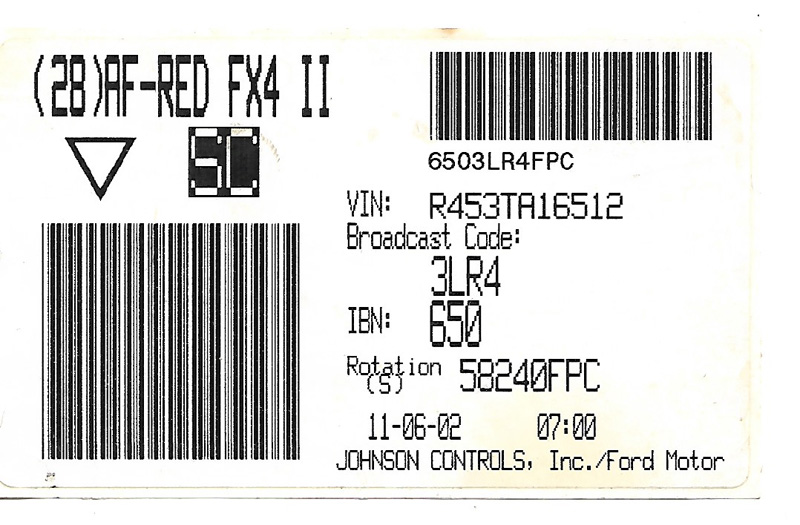 (28)AF-RED FX4 II
SC
6503LR4FPC
VIN: R453TA16512
Broadcast Code:
3LR4
IBN: 650
Rotation 58240FPC
(S)
11-06-02 07:00
JOHNSON CONTROLS, Inc./Ford Motor